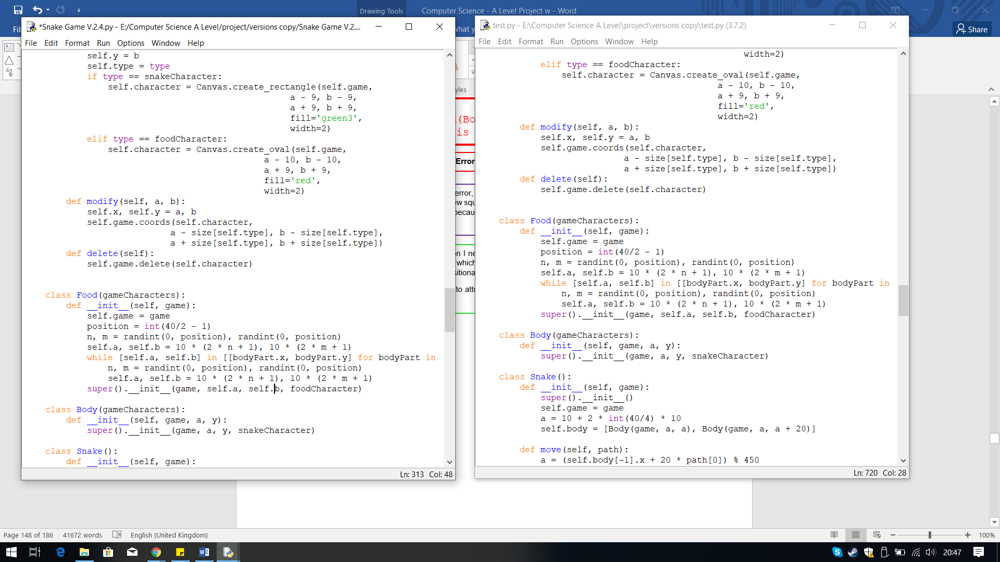 Drawing Tools
Computer Science - A Level Project w - Word
Share
*Snake Game V.2.4.py - E:/Computer Science A Level/project/versions copy/Snake Game V.2....
File Edit Format Run Options Window Help
self.y = b
self.type = type
if type == snakeCharacter:
self.character = Canvas.create_rectangle(self.game,
a - 9, b - 9,
a + 9, b + 9,
fill='green3',
width=2)
elif type == foodCharacter:
self.character = Canvas.create_oval(self.game,
a - 10, b - 10,
a + 9, b + 9,
fill='red',
width=2)
def modify(self, a, b):
self.x, self.y = a, b
self.game.coords(self.character,
a - size[self.type], b - size[self.type],
a + size[self.type], b + size[self.type])
def delete(self):
self.game.delete(self.character)
class Food(gameCharacters):
def __init__(self, game):
self.game = game
position = int(40/2 - 1)
n, m = randint(0, position), randint(0, position)
self.a, self.b = 10 * (2 * n + 1), 10 * (2 * m + 1)
while [self.a, self.b] in [[bodyPart.x, bodyPart.y] for bodyPart in
n, m = randint(0, position), randint(0, position)
self.a, self.b = 10 * (2 * n + 1), 10 * (2 * m + 1)
super().__init__(game, self.a, self.b, foodCharacter)
class Body(gameCharacters):
def __init__(self, game, a, y):
super().__init__(game, a, y, snakeCharacter)
class Snake():
def __init__(self, game):
Ln: 313 Col: 48
what y
yles
(Bo
is
Error
error,
ew squ
becau
on I ne
which
sitiona
to attr
test.py - E:\Computer Science A Level\project\versions copy\test.py (3.7.2)
File Edit Format Run Options Window Help
width=2)
elif type == foodCharacter:
self.character = Canvas.create_oval(self.game,
a - 10, b - 10,
a + 9, b + 9,
fill='red',
width=2)
def modify(self, a, b):
self.x, self.y = a, b
self.game.coords(self.character,
a - size[self.type], b - size[self.type],
a + size[self.type], b + size[self.type])
def delete(self):
self.game.delete(self.character)
class Food(gameCharacters):
def __init__(self, game):
self.game = game
position = int(40/2 - 1)
n, m = randint(0, position), randint(0, position)
self.a, self.b = 10 * (2 * n + 1), 10 * (2 * m + 1)
while [self.a, self.b] in [[bodyPart.x, bodyPart.y] for bodyPart in
n, m = randint(0, position), randint(0, position)
self.a, self.b = 10 * (2 * n + 1), 10 * (2 * m + 1)
super().__init__(game, self.a, self.b, foodCharacter)
class Body(gameCharacters):
def __init__(self, game, a, y):
super().__init__(game, a, y, snakeCharacter)
class Snake():
def __init__(self, game):
super().__init__()
self.game = game
a = 10 + 2 * int(40/4) * 10
self.body = [Body(game, a, a), Body(game, a, a + 20)]
def move(self, path):
a = (self.body[-1].x + 20 * path[0]) % 450
Ln: 720 Col: 28
Page 148 of 186 41672 words English (United Kingdom)
100%
20:47